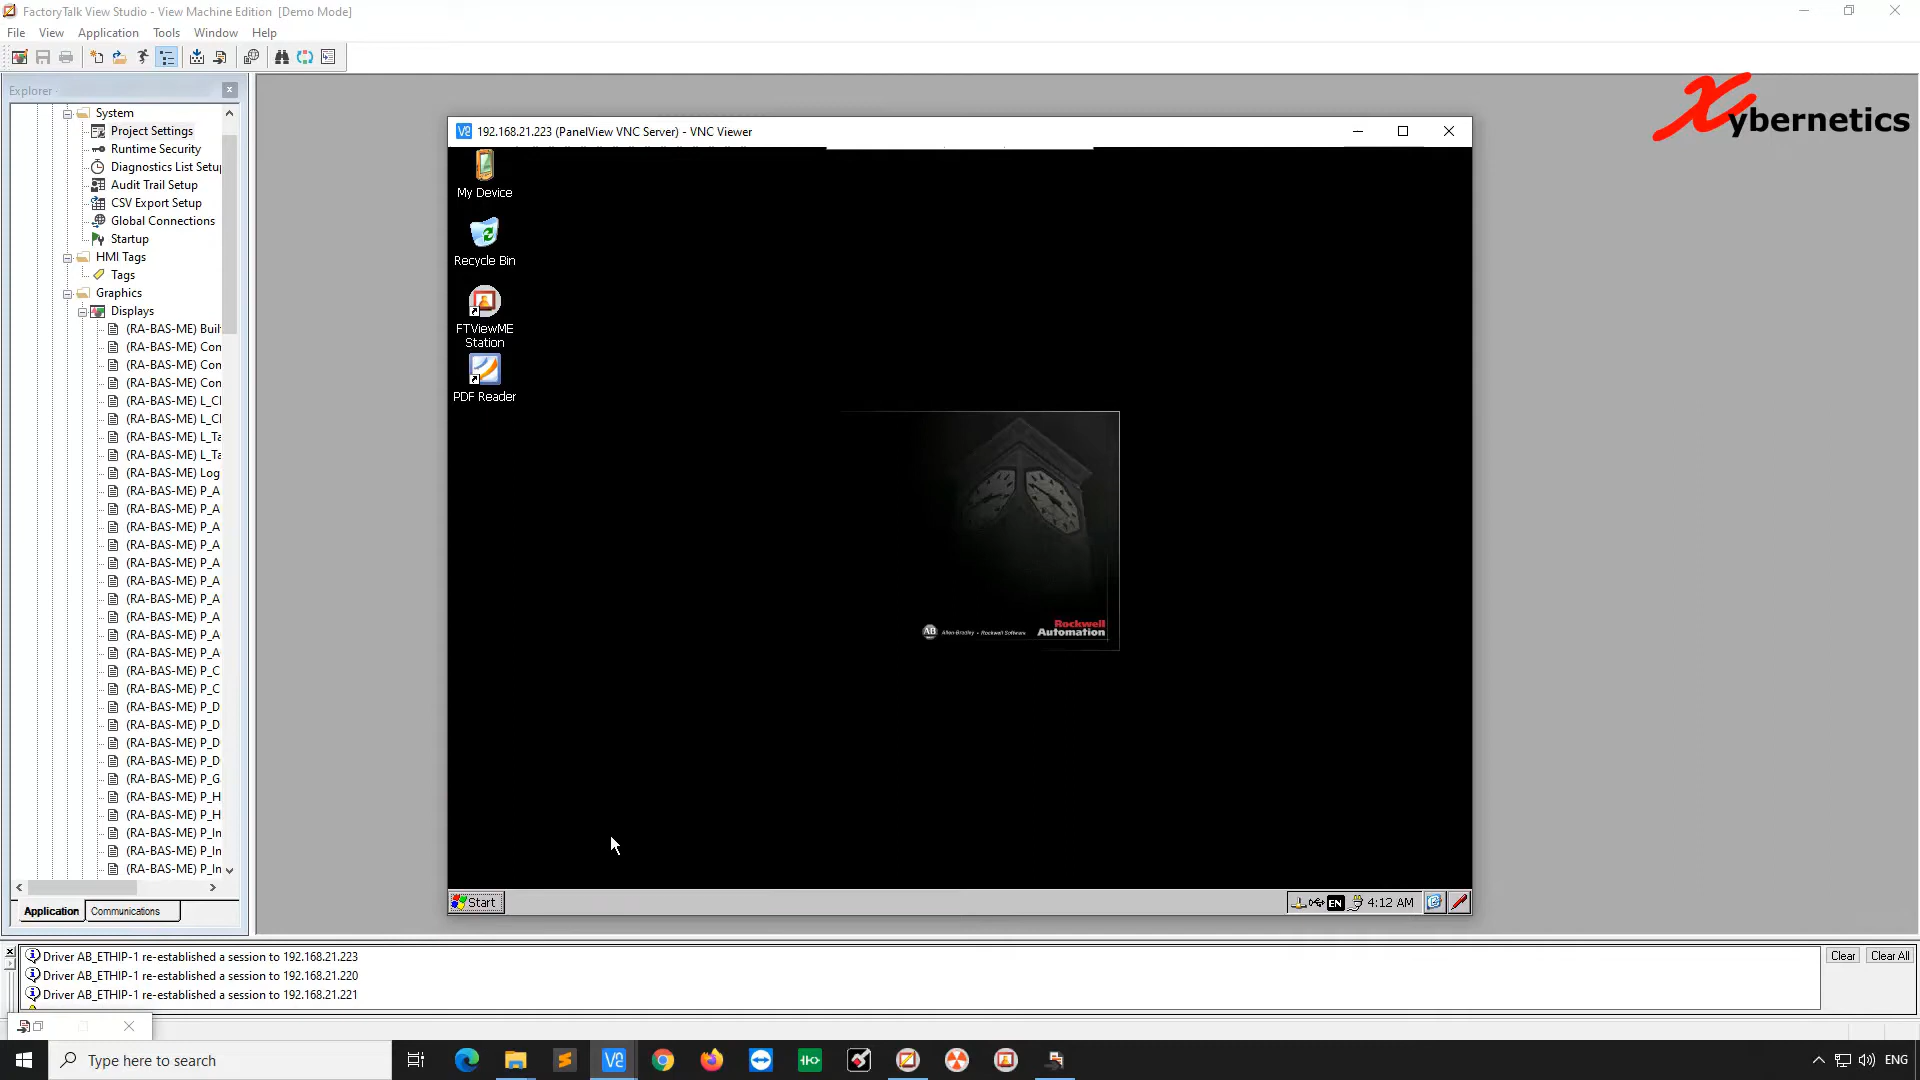 FactoryTalk View Studio - View Machine Edition  [Demo Mode]
File View Application Tools Window Help
Explorer -
System
Project Settings
Runtime Security
Diagnostics List Setu
Audit Trail Setup
CSV Export Setup
Global Connections
Startup
HMI Tags
Tags
Graphics
Displays
(RA-BAS-ME) Buil
(RA-BAS-ME) Con
(RA-BAS-ME) Con
(RA-BAS-ME) Con
(RA-BAS-ME) L_Cl
(RA-BAS-ME) L_Cl
(RA-BAS-ME) L_Ta
(RA-BAS-ME) L_Ta
(RA-BAS-ME) Log
(RA-BAS-ME) P_A
(RA-BAS-ME) P_A
(RA-BAS-ME) P_A
(RA-BAS-ME) P_A
(RA-BAS-ME) P_A
(RA-BAS-ME) P_A
(RA-BAS-ME) P_A
(RA-BAS-ME) P_A
(RA-BAS-ME) P_A
(RA-BAS-ME) P_A
(RA-BAS-ME) P_C
(RA-BAS-ME) P_C
(RA-BAS-ME) P_D
(RA-BAS-ME) P_D
(RA-BAS-ME) P_D
(RA-BAS-ME) P_D
(RA-BAS-ME) P_G
(RA-BAS-ME) P_H
(RA-BAS-ME) P_H
(RA-BAS-ME) P_In
(RA-BAS-ME) P_In
(RA-BAS-ME) P_In
Application Communications
192.168.21.223 (PanelView VNC Server) - VNC Viewer
My Device
Recycle Bin
FTViewME
Station
PDF Reader
AB Allen-Bradley • Rockwell Software
Rockwell
Automation
Start
EN 4:12 AM
Xybernetics
Driver AB_ETHIP-1 re-established a session to 192.168.21.223
Driver AB_ETHIP-1 re-established a session to 192.168.21.220
Driver AB_ETHIP-1 re-established a session to 192.168.21.221
Clear Clear All
Type here to search
ENG